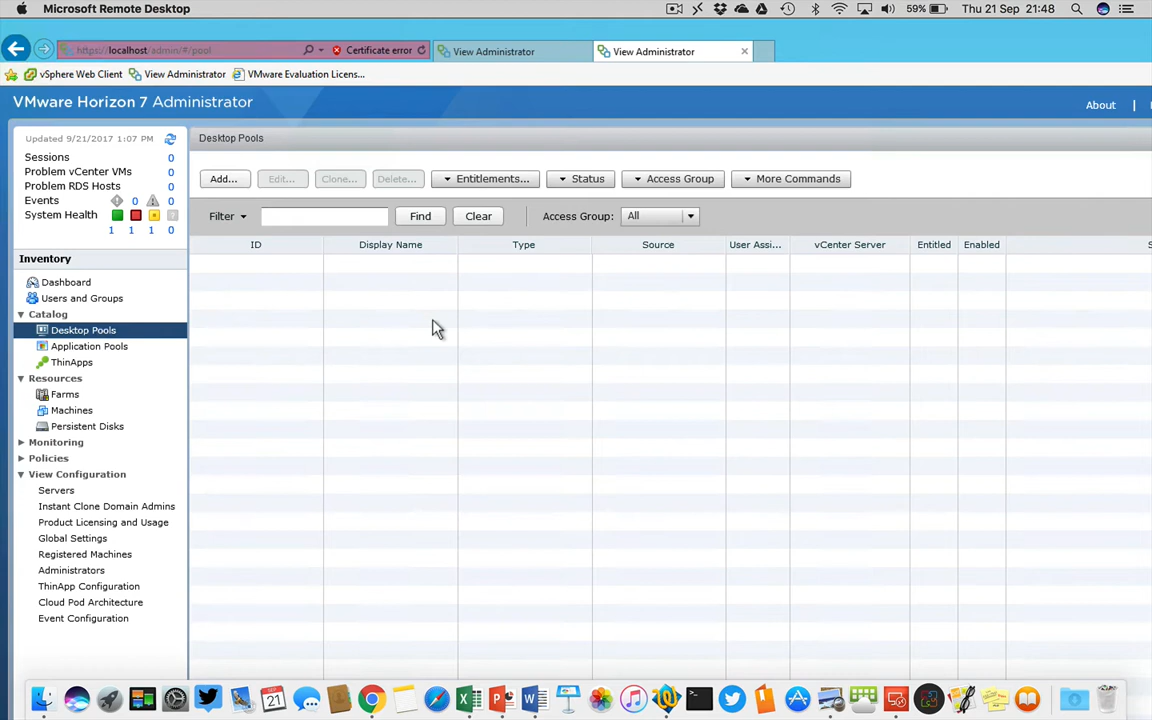 Microsoft Remote Desktop
59%
Thu 21 Sep 21:48
https://localhost/admin/#/pool
Certificate error
View Administrator
View Administrator
vSphere Web Client
View Administrator
VMware Evaluation Licens...
VMware Horizon 7 Administrator
About
Updated 9/21/2017 1:07 PM
Sessions 0
Problem vCenter VMs 0
Problem RDS Hosts 0
Events 0 0
System Health
1 1 1 0
Inventory
Dashboard
Users and Groups
Catalog
Desktop Pools
Application Pools
ThinApps
Resources
Farms
Machines
Persistent Disks
Monitoring
Policies
View Configuration
Servers
Instant Clone Domain Admins
Product Licensing and Usage
Global Settings
Registered Machines
Administrators
ThinApp Configuration
Cloud Pod Architecture
Event Configuration
Desktop Pools
Add... Edit... Clone... Delete... Entitlements... Status Access Group More Commands
Filter Find Clear Access Group: All
ID Display Name Type Source User Assi... vCenter Server Entitled Enabled